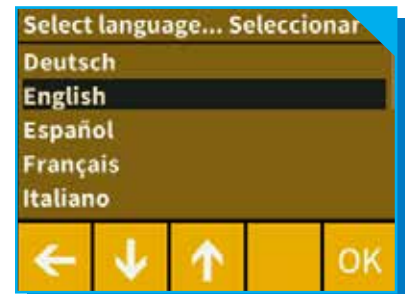 Select language... Seleccionar
Deutsch
English
Español
Français
Italiano
OK